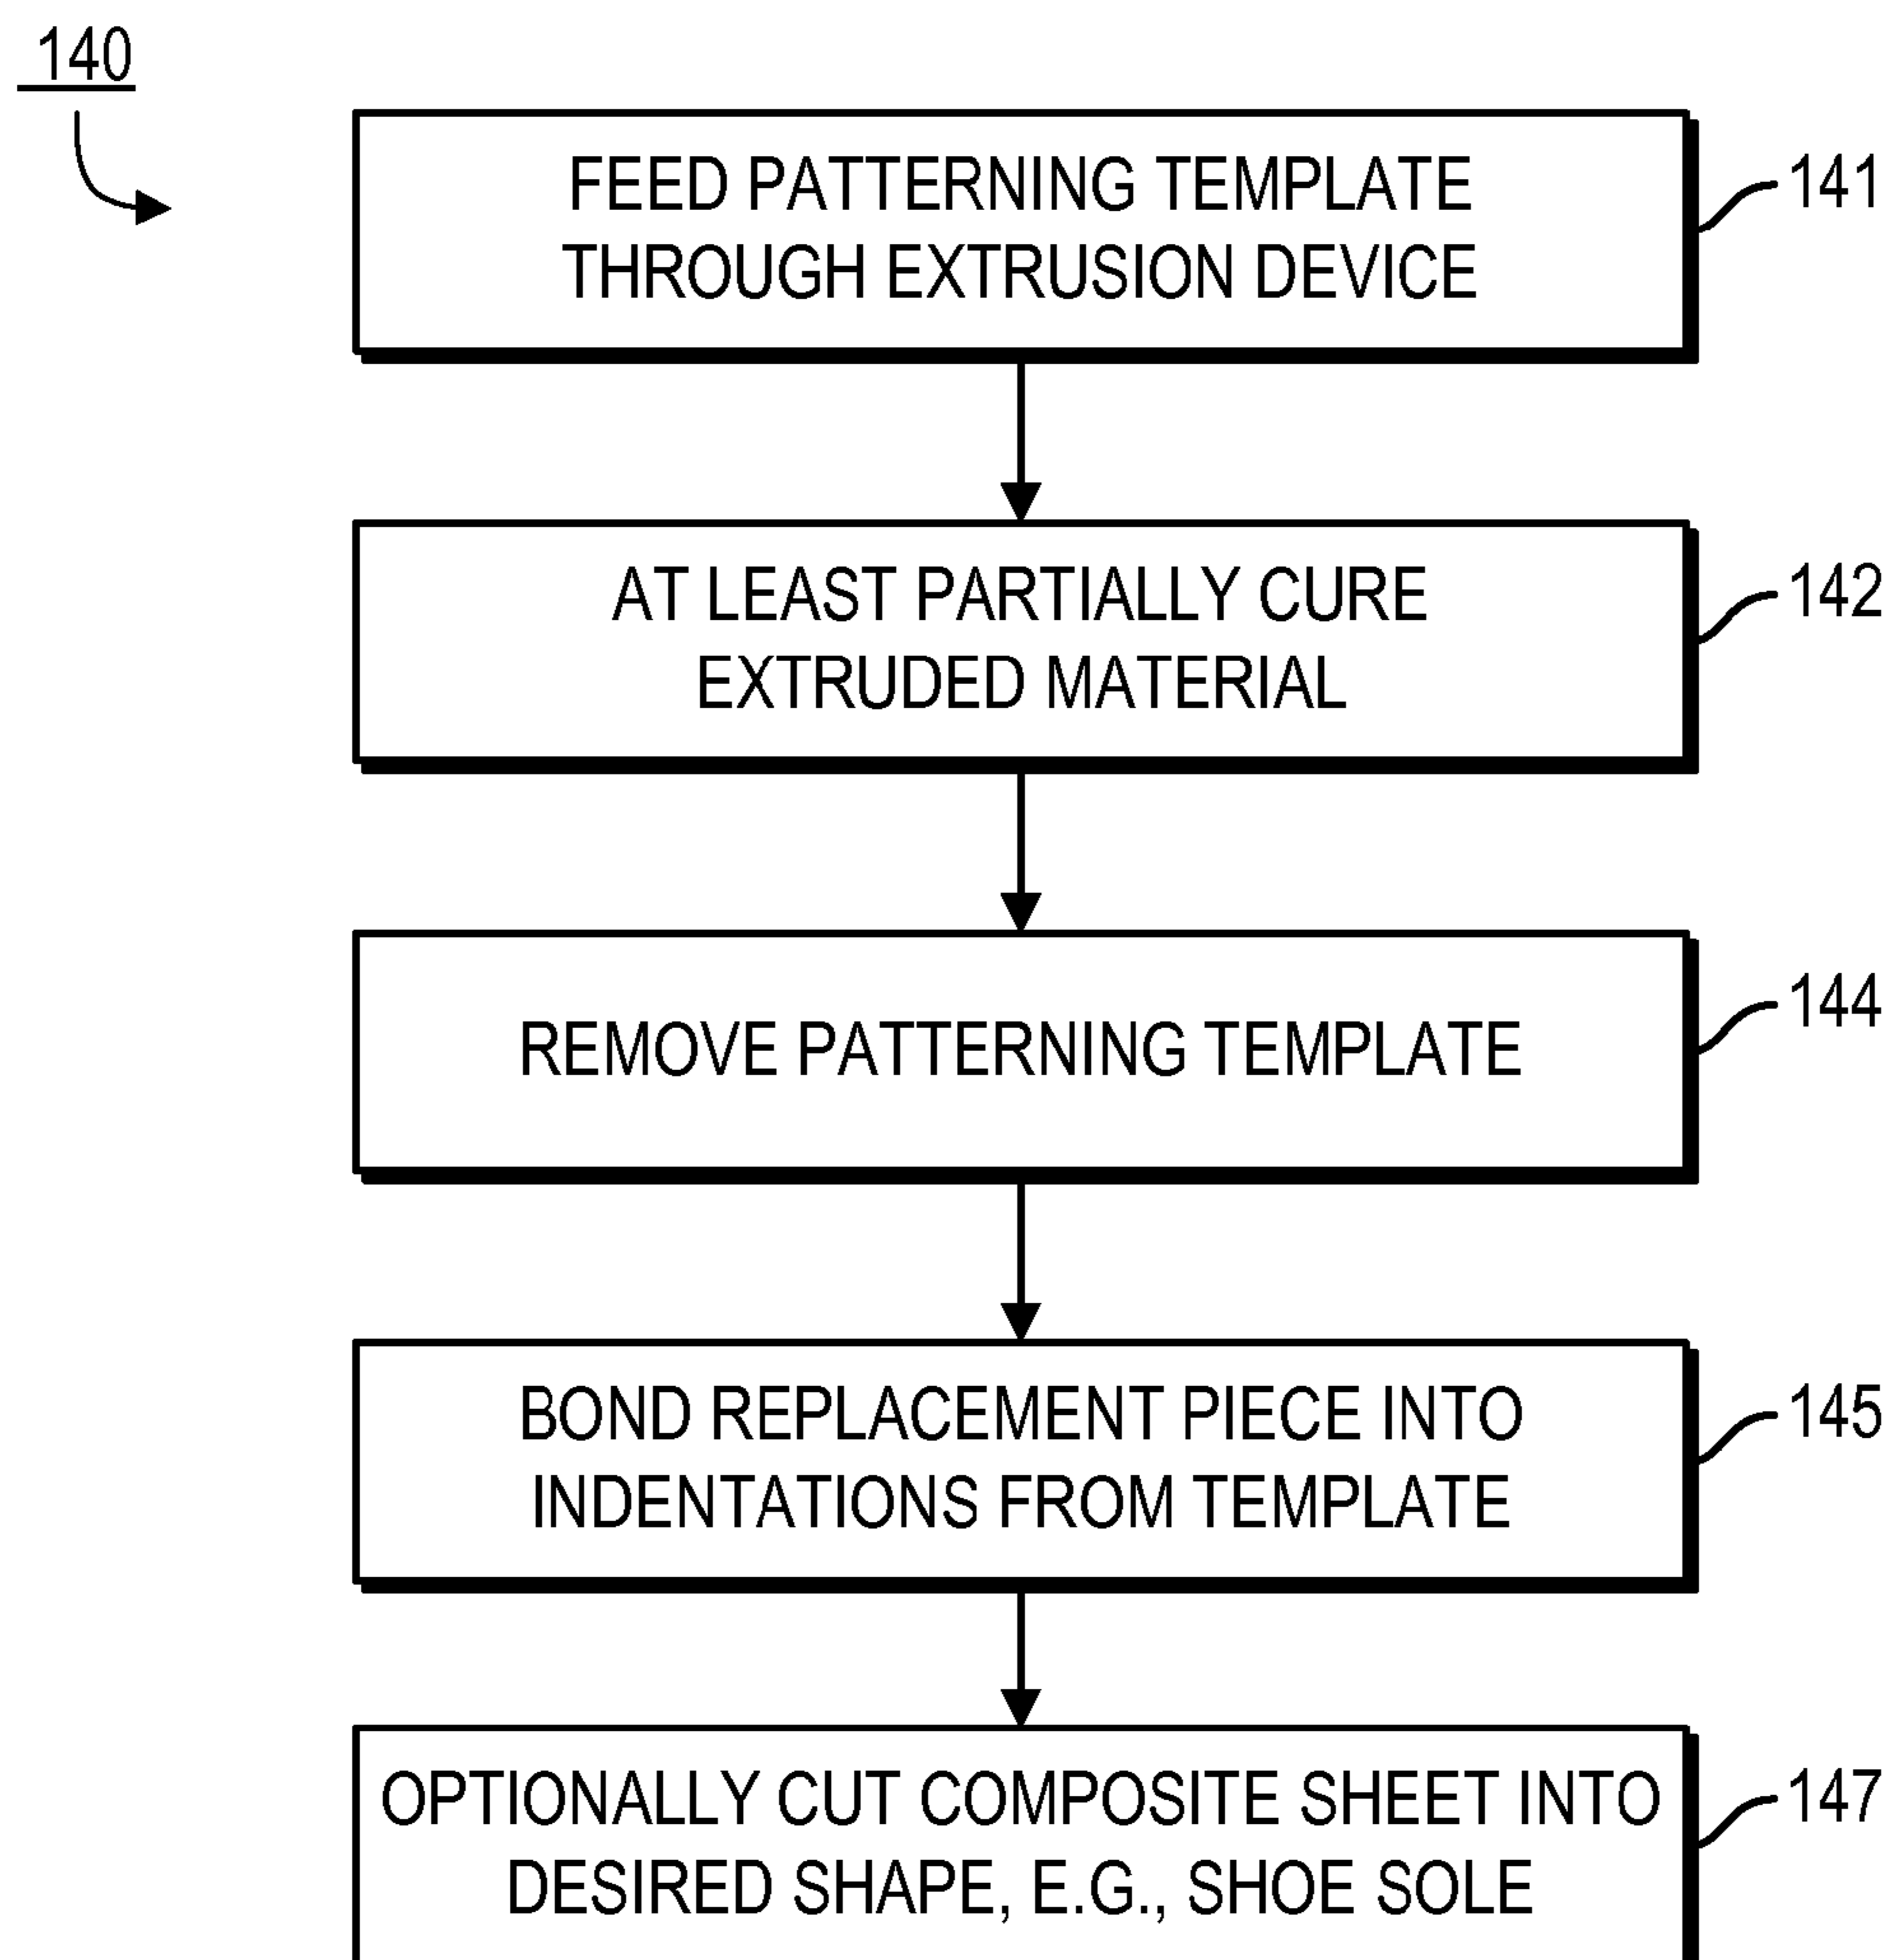 140
FEED PATTERNING TEMPLATE
THROUGH EXTRUSION DEVICE
141
AT LEAST PARTIALLY CURE
EXTRUDED MATERIAL
142
REMOVE PATTERNING TEMPLATE
144
BOND REPLACEMENT PIECE INTO
INDENTATIONS FROM TEMPLATE
145
OPTIONALLY CUT COMPOSITE SHEET INTO
DESIRED SHAPE, E.G., SHOE SOLE
147